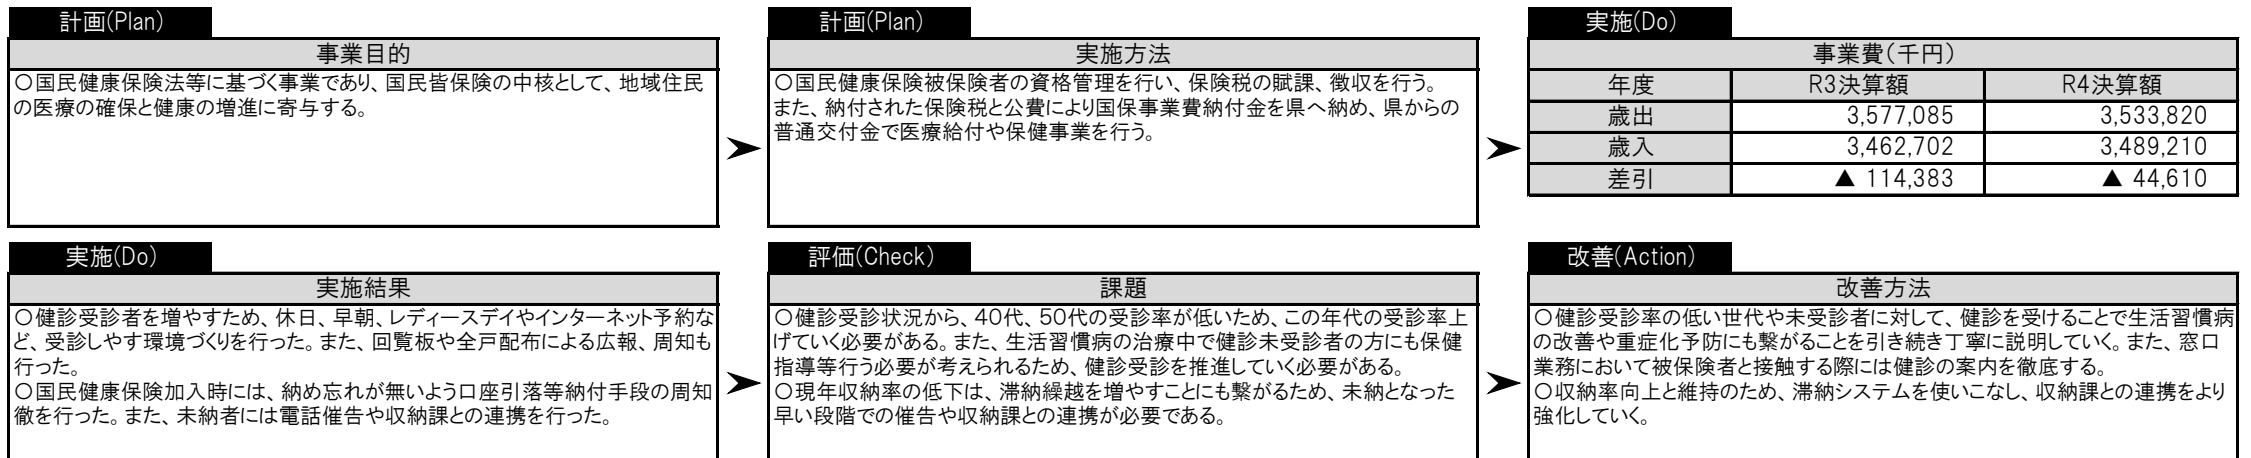 計画(Plan)
事業目的
○国民健康保険法等に基づく事業であり、国民皆保険の中核として、地域住民
の医療の確保と健康の増進に寄与する。
計画(Plan)
実施方法
○国民健康保険被保険者の資格管理を行い、保険税の賦課、徴収を行う。
また、納付された保険税と公費により国保事業費納付金を県へ納め、県からの
普通交付金で医療給付や保健事業を行う。
実施(Do)
事業費(千円)
年度 R3決算額 R4決算額
歳出 3,577,085 3,533,820
歳入 3,462,702 3,489,210
差引 ▲ 114,383 ▲ 44,610
実施(Do)
実施結果
○健診受診者を増やすため、休日、早朝、レディースデイやインターネット予約な
ど、受診しやす環境づくりを行った。また、回覧板や全戸配布による広報、周知も
行った。
○国民健康保険加入時には、納め忘れが無いよう口座引落等納付手段の周知
徹を行った。また、未納者には電話催告や収納課との連携を行った。
評価(Check)
課題
○健診受診状況から、40代、50代の受診率が低いため、この年代の受診率上
げていく必要がある。また、生活習慣病の治療中で健診未受診者の方にも保健
指導等行う必要が考えられるため、健診受診を推進していく必要がある。
○現年収納率の低下は、滞納繰越を増やすことにも繋がるため、未納となった
早い段階での催告や収納課との連携が必要である。
改善(Action)
改善方法
○健診受診率の低い世代や未受診者に対して、健診を受けることで生活習慣病
の改善や重症化予防にも繋がることを引き続き丁寧に説明していく。また、窓口
業務において被保険者と接触する際には健診の案内を徹底する。
○収納率向上と維持のため、滞納システムを使いこなし、収納課との連携をより
強化していく。